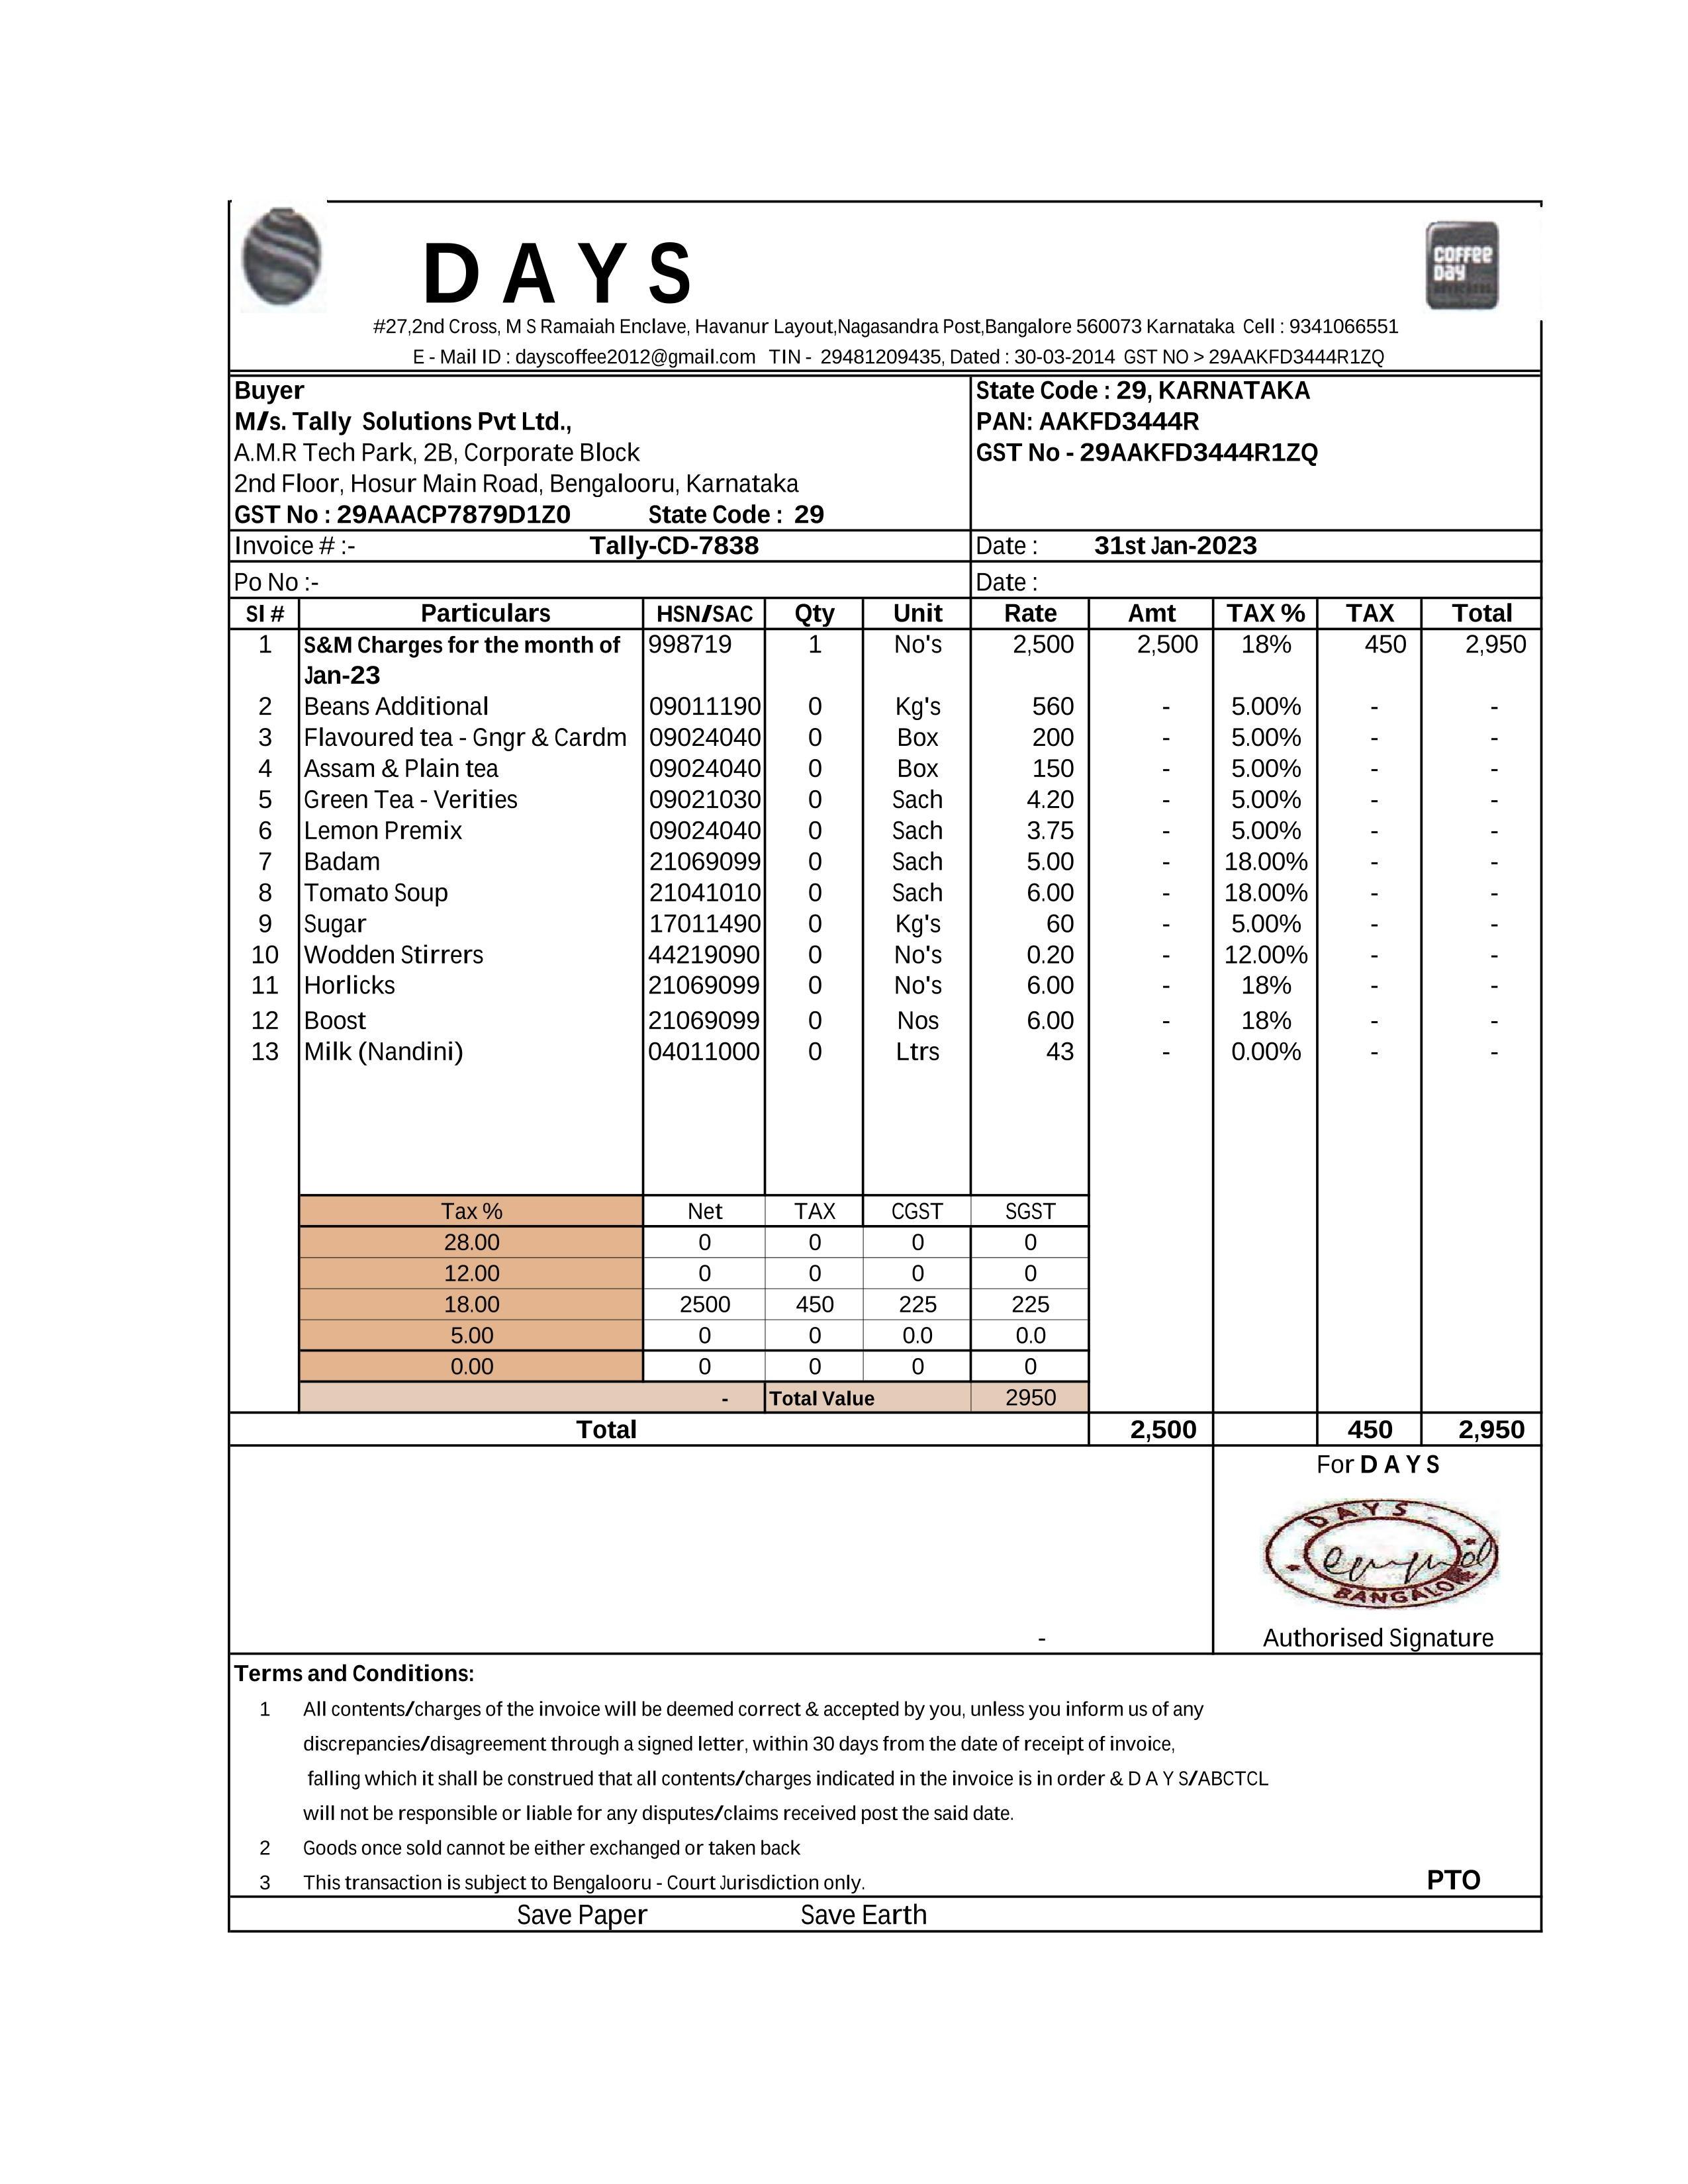 D A Y S
COFFEE
DAY
#27,2nd Cross, M S Ramaiah Enclave, Havanur Layout,Nagasandra Post,Bangalore 560073 Karnataka Cell : 9341066551
E - Mail ID : dayscoffee2012@gmail.com TIN - 29481209435, Dated : 30-03-2014 GST NO > 29AAKFD3444R1ZQ
Buyer State Code : 29, KARNATAKA
M/s. Tally Solutions Pvt Ltd., PAN: AAKFD3444R
A.M.R Tech Park, 2B, Corporate Block GST No - 29AAKFD3444R1ZQ
2nd Floor, Hosur Main Road, Bengalooru, Karnataka
GST No : 29AAACP7879D1Z0 State Code : 29
Invoice # :- Tally-CD-7838 Date : 31st Jan-2023
Po No :- Date :
Sl # Particulars HSN/SAC Qty Unit Rate Amt TAX % TAX Total
1 S&M Charges for the month of 998719 1 No's 2,500 2,500 18% 450 2,950
Jan-23
2 Beans Additional 09011190 0 Kg's 560 - 5.00% - -
3 Flavoured tea - Gngr & Cardm 09024040 0 Box 200 - 5.00% - -
4 Assam & Plain tea 09024040 0 Box 150 - 5.00% - -
5 Green Tea - Verities 09021030 0 Sach 4.20 - 5.00% - -
6 Lemon Premix 09024040 0 Sach 3.75 - 5.00% - -
7 Badam 21069099 0 Sach 5.00 - 18.00% - -
8 Tomato Soup 21041010 0 Sach 6.00 - 18.00% - -
9 Sugar 17011490 0 Kg's 60 - 5.00% - -
10 Wodden Stirrers 44219090 0 No's 0.20 - 12.00% - -
11 Horlicks 21069099 0 No's 6.00 - 18% - -
12 Boost 21069099 0 Nos 6.00 - 18% - -
13 Milk (Nandini) 04011000 0 Ltrs 43 - 0.00% - -
Tax % Net TAX CGST SGST
28.00 0 0 0 0
12.00 0 0 0 0
18.00 2500 450 225 225
5.00 0 0 0.0 0.0
0.00 0 0 0 0
- Total Value 2950
Total 2,500 450 2,950
For D A Y S
DAYS
BANGALORE
- Authorised Signature
Terms and Conditions:
1 All contents/charges of the invoice will be deemed correct & accepted by you, unless you inform us of any
discrepancies/disagreement through a signed letter, within 30 days from the date of receipt of invoice,
falling which it shall be construed that all contents/charges indicated in the invoice is in order & D A Y S/ABCTCL
will not be responsible or liable for any disputes/claims received post the said date.
2 Goods once sold cannot be either exchanged or taken back
3 This transaction is subject to Bengalooru - Court Jurisdiction only. PTO
Save Paper Save Earth